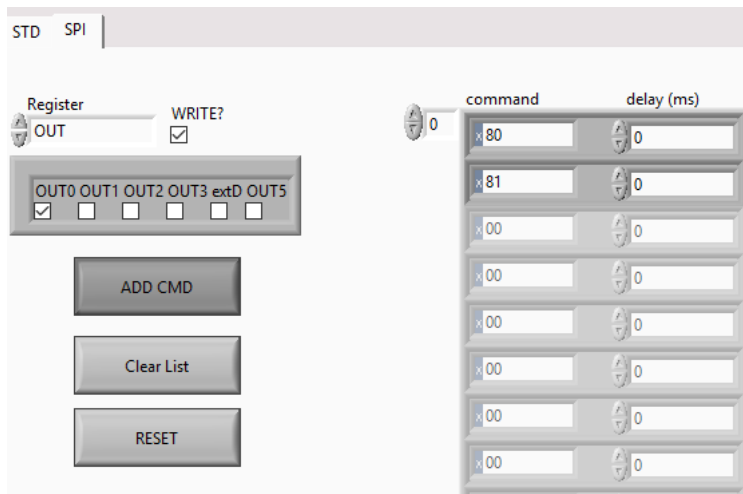 STD SPI
Register
WRITE?
OUT
OUT0 OUT1 OUT2 OUT3 extD OUT5
ADD CMD
Clear List
RESET
0
command delay (ms)
x 80 0
x 81 0
x 00 0
x 00 0
x 00 0
x 00 0
x 00 0
x 00 0